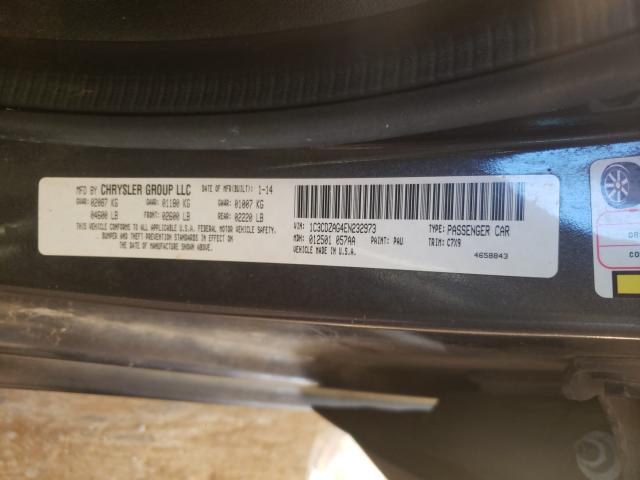 MFD BY CHRYSLER GROUP LLC DATE OF MFR(BUILT): 1-14
GVWR: 02087 KG GAWR: 01180 KG GAWR: 01007 KG
04600 LB FRONT: 02600 LB REAR: 02220 LB
THIS VEHICLE CONFORMS TO ALL APPLICABLE U.S.A. FEDERAL MOTOR VEHICLE SAFETY,
BUMPER, AND THEFT PREVENTION STANDARDS IN EFFECT ON
THE DATE OF MANUFACTURE SHOWN ABOVE.
VIN: 1C3CDZAG4EN232973 TYPE: PASSENGER CAR
MDH: 012501 057AA PAINT: PAU TRIM: C7X9
VEHICLE MADE IN U.S.A.
4658843